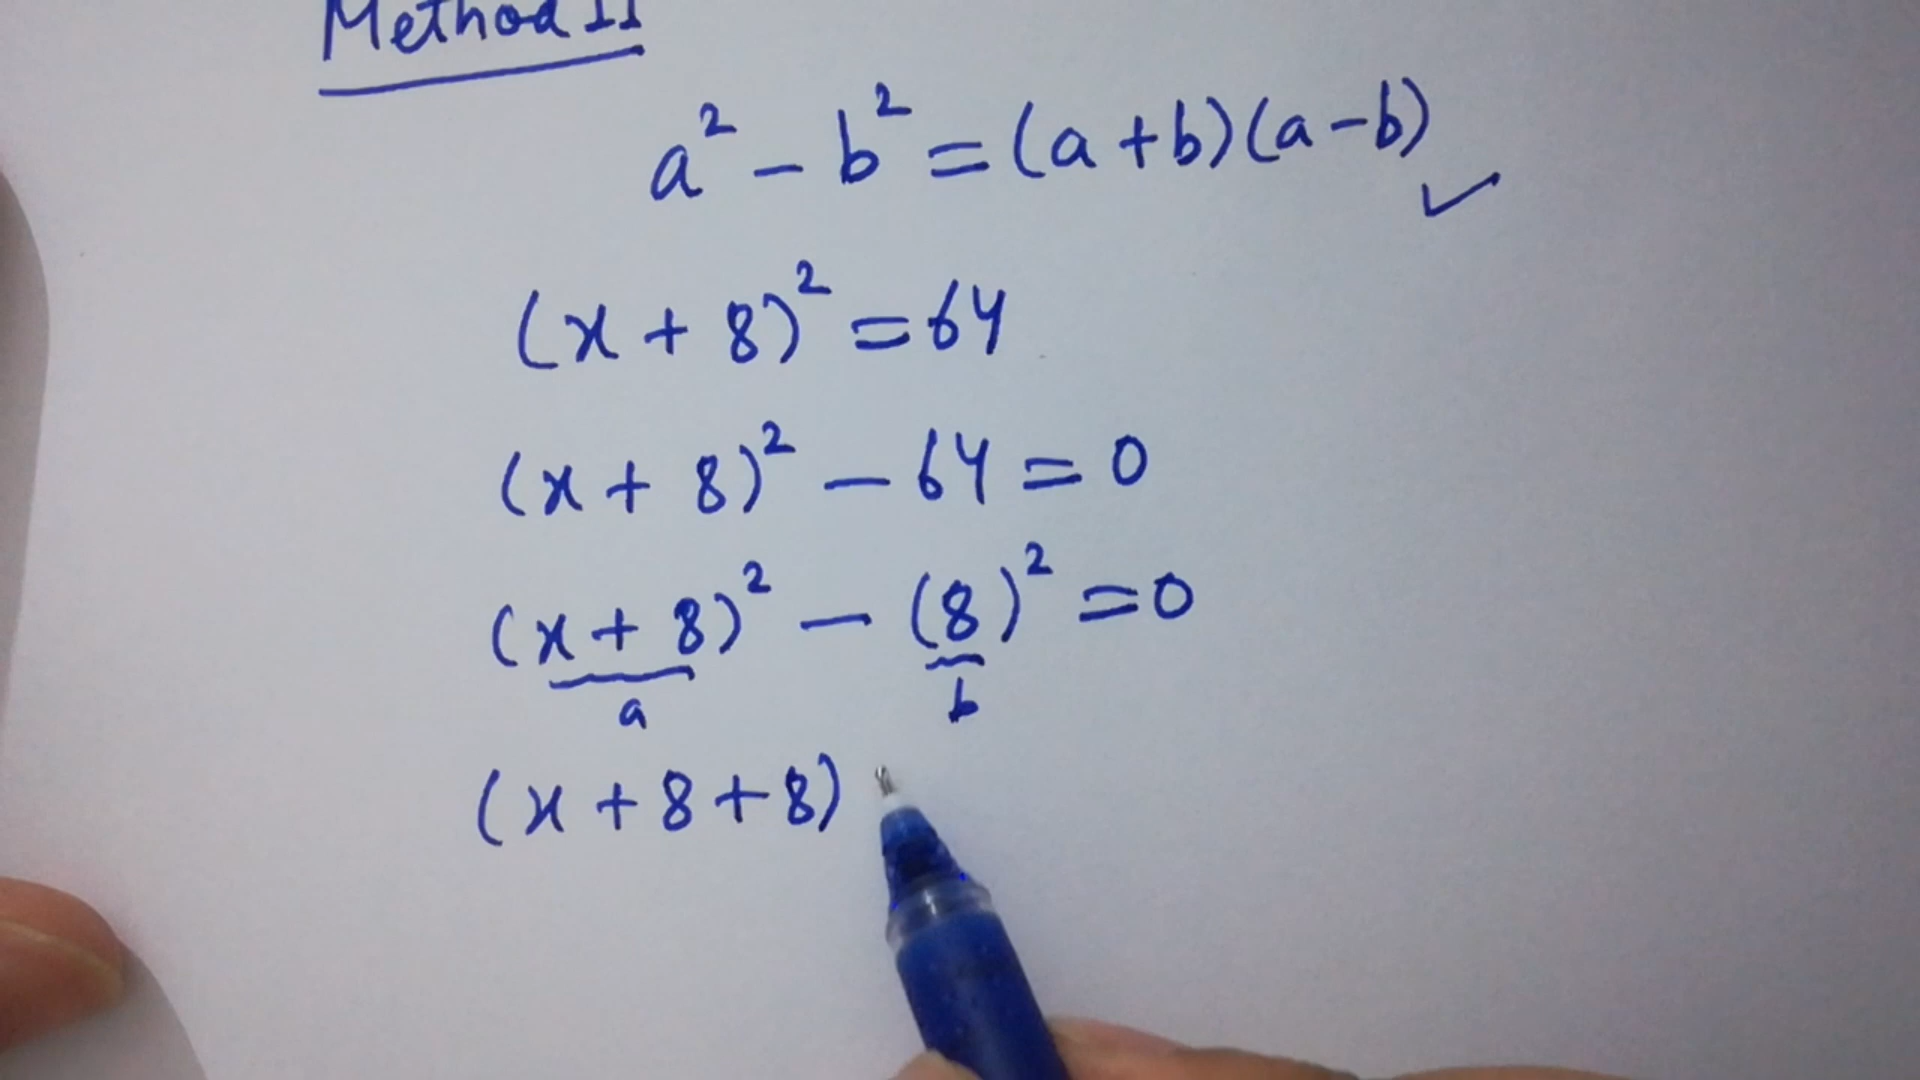 Method II
a² - b² = (a + b)(a - b)
(x + 8)² = 64
(x + 8)² - 64 = 0
(x + 8)² - (8)² = 0
a b
(x + 8 + 8)